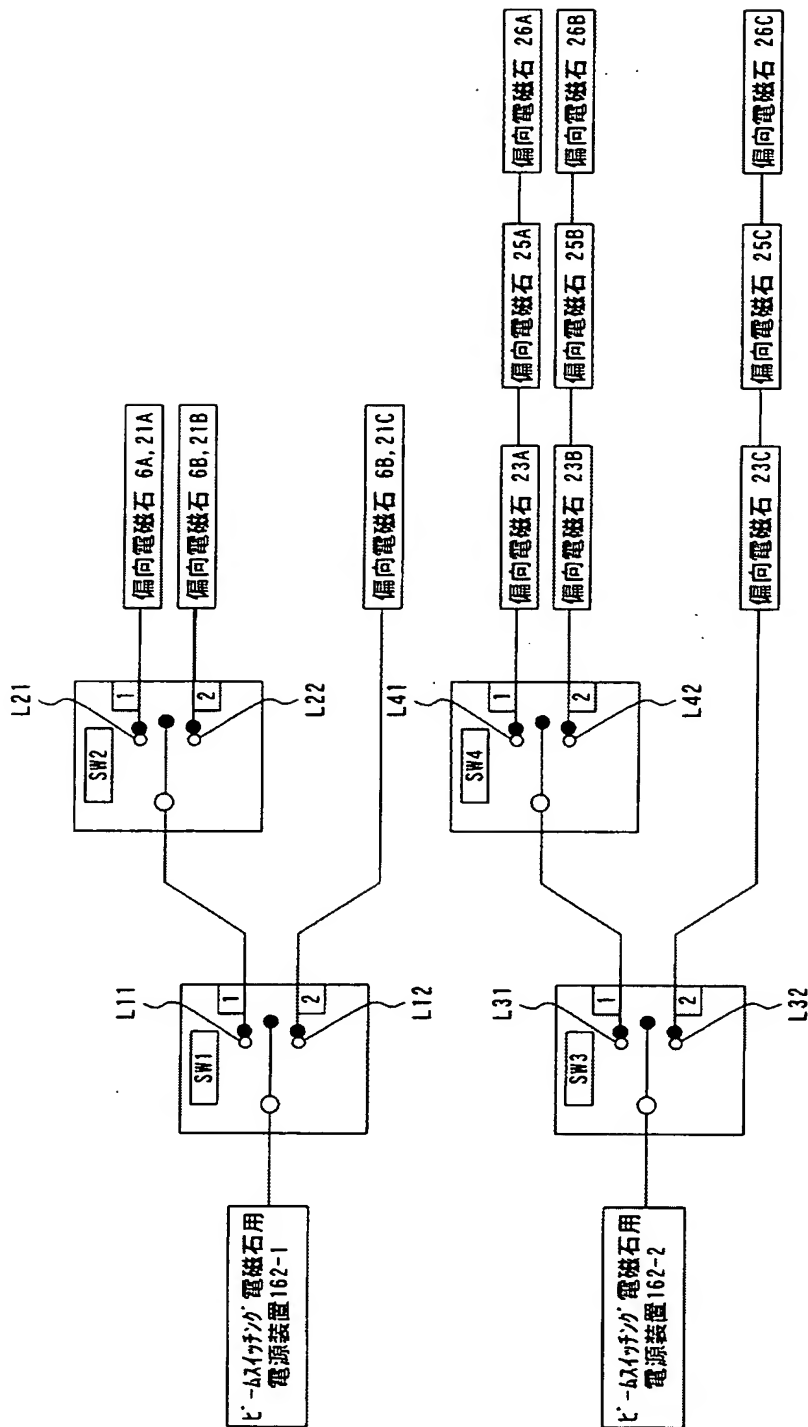 ﾋﾞｰﾑｽｲｯﾁﾝｸﾞ電磁石用
電源装置162-1
SW1
1
2
L11
L12
SW2
1
2
L21
L22
偏向電磁石 6A,21A
偏向電磁石 6B,21B
偏向電磁石 6B,21C
ﾋﾞｰﾑｽｲｯﾁﾝｸﾞ電磁石用
電源装置162-2
SW3
1
2
L31
L32
SW4
1
2
L41
L42
偏向電磁石 23A
偏向電磁石 25A
偏向電磁石 26A
偏向電磁石 23B
偏向電磁石 25B
偏向電磁石 26B
偏向電磁石 23C
偏向電磁石 25C
偏向電磁石 26C